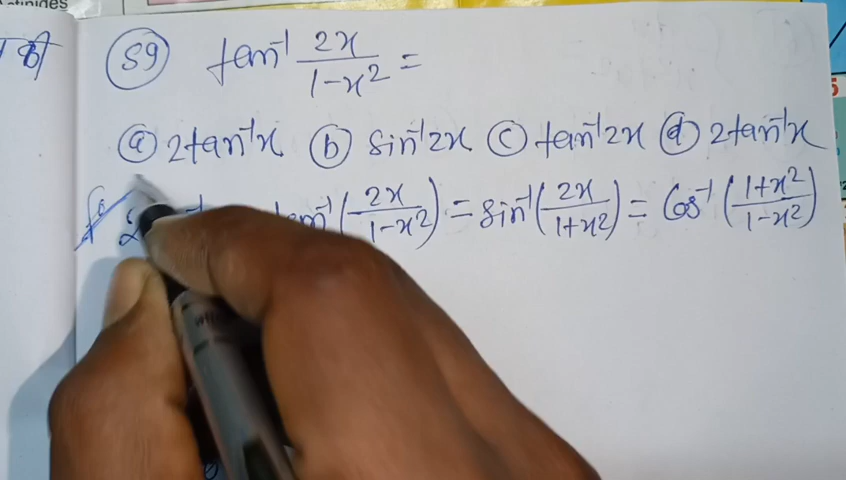 की
59 tan⁻¹ 2x/1-x² =
a 2tan⁻¹x b sin⁻¹2x c tan⁻¹2x d 2tan⁻¹x
2 tan⁻¹(2x/1-x²) = sin⁻¹(2x/1+x²) = Cos⁻¹(1+x²/1-x²)